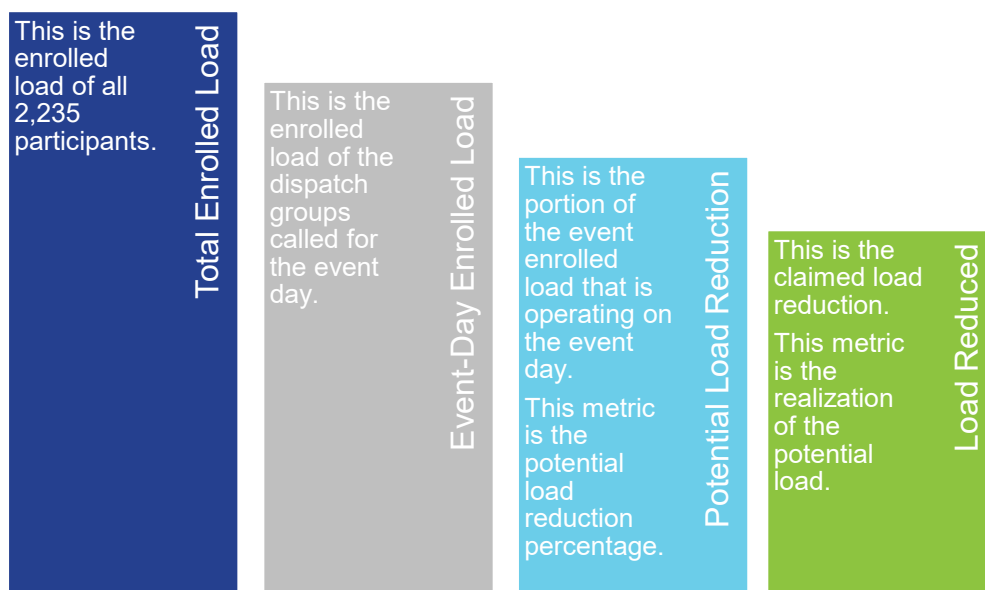 This is the
enrolled
load of all
2,235
participants.
Total Enrolled Load
This is the
enrolled
load of the
dispatch
groups
called for
the event
day.
Event-Day Enrolled Load
This is the
portion of
the event
enrolled
load that is
operating on
the event
day.
This metric
is the
potential
load
reduction
percentage.
Potential Load Reduction
This is the
claimed load
reduction.
This metric
is the
realization
of the
potential
load.
Load Reduced